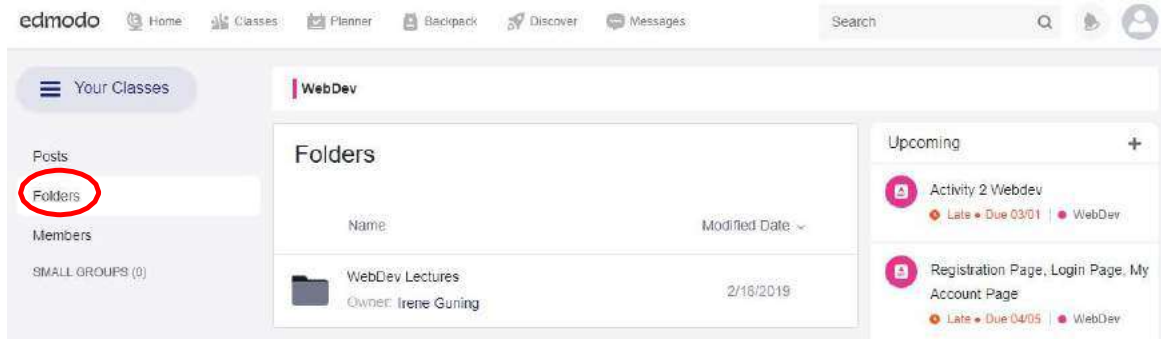 edmodo Home Classes Planner Backpack Discover Messages Search
Your Classes
WebDev
Posts
Folders
Members
SMALL GROUPS (0)
Folders
Name Modified Date
WebDev Lectures
Owner: Irene Guning
2/16/2019
Upcoming +
Activity 2 Webdev
Late • Due 03/01 | WebDev
Registration Page, Login Page, My
Account Page
Late • Due 04/05 | WebDev